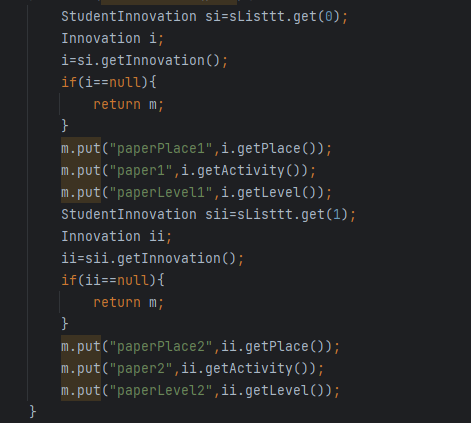 StudentInnovation si=sListtt.get(0);
Innovation i;
i=si.getInnovation();
if(i==null){
return m;
}
m.put("paperPlace1",i.getPlace());
m.put("paper1",i.getActivity());
m.put("paperLevel1",i.getLevel());
StudentInnovation sii=sListtt.get(1);
Innovation ii;
ii=sii.getInnovation();
if(ii==null){
return m;
}
m.put("paperPlace2",ii.getPlace());
m.put("paper2",ii.getActivity());
m.put("paperLevel2",ii.getLevel());
}